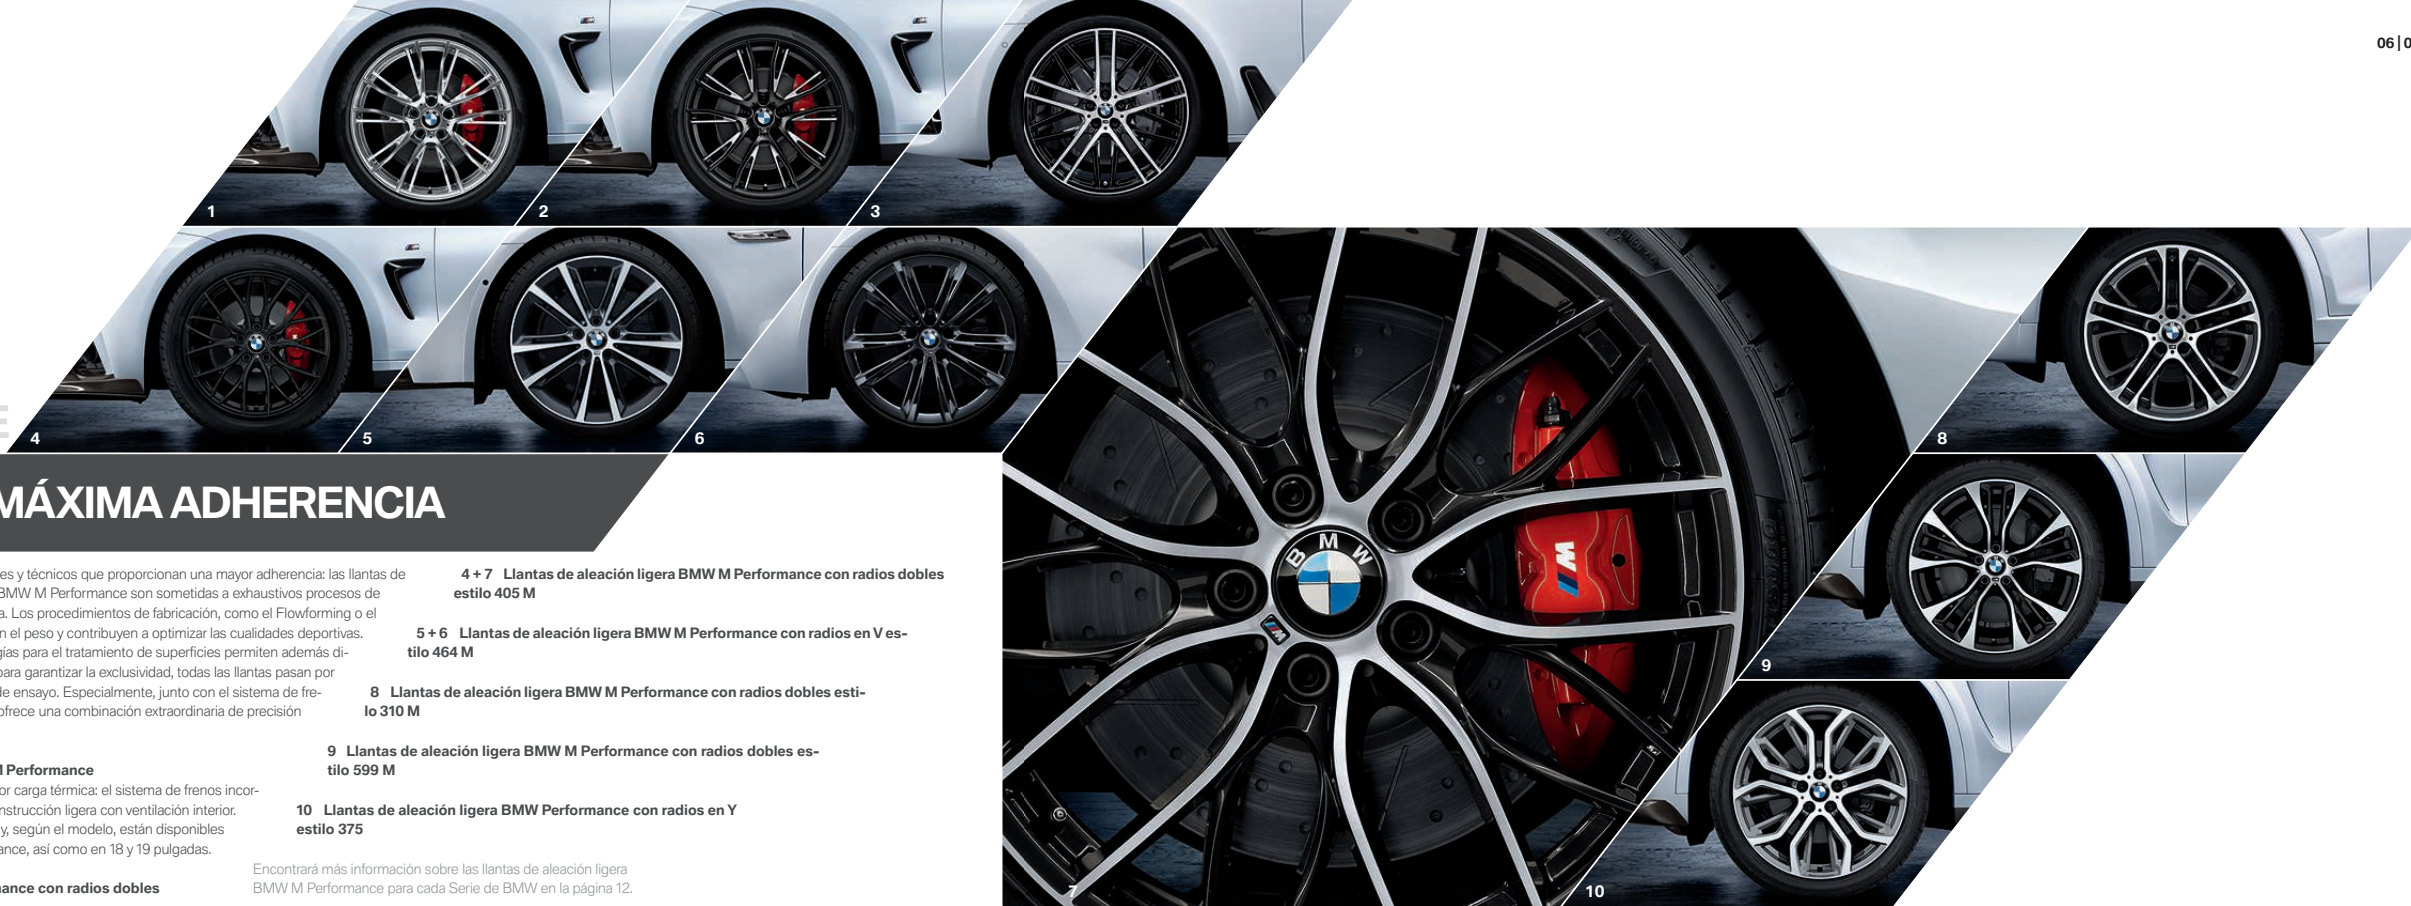 06|0
1
2
3
4
5
6
8
9
7
10
E
MÁXIMA ADHERENCIA
es y técnicos que proporcionan una mayor adherencia: las llantas de
BMW M Performance son sometidas a exhaustivos procesos de
a. Los procedimientos de fabricación, como el Flowforming o el
n el peso y contribuyen a optimizar las cualidades deportivas.
gías para el tratamiento de superficies permiten además di-
para garantizar la exclusividad, todas las llantas pasan por
de ensayo. Especialmente, junto con el sistema de fre-
ofrece una combinación extraordinaria de precisión
M Performance
or carga térmica: el sistema de frenos incor-
nstrucción ligera con ventilación interior.
y, según el modelo, están disponibles
ance, así como en 18 y 19 pulgadas.
mance con radios dobles
4 + 7 Llantas de aleación ligera BMW M Performance con radios dobles
estilo 405 M
5 + 6 Llantas de aleación ligera BMW M Performance con radios en V es-
tilo 464 M
8 Llantas de aleación ligera BMW M Performance con radios dobles esti-
lo 310 M
9 Llantas de aleación ligera BMW M Performance con radios dobles es-
tilo 599 M
10 Llantas de aleación ligera BMW Performance con radios en Y
estilo 375
Encontrará más información sobre las llantas de aleación ligera
BMW M Performance para cada Serie de BMW en la página 12.
BMW
M
M